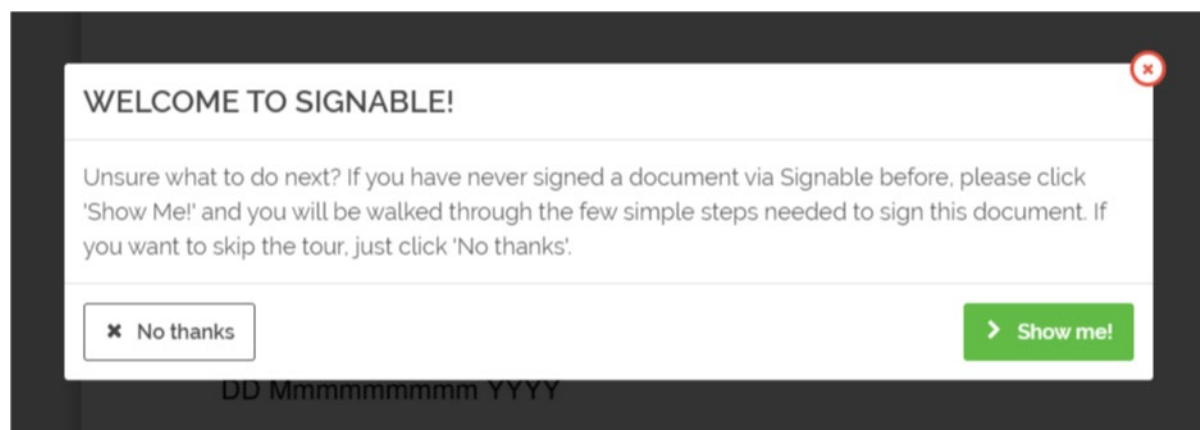 WELCOME TO SIGNABLE!
Unsure what to do next? If you have never signed a document via Signable before, please click
'Show Me!' and you will be walked through the few simple steps needed to sign this document. If
you want to skip the tour, just click 'No thanks'.
No thanks
Show me!
DD Mmmmmmmmm YYYY